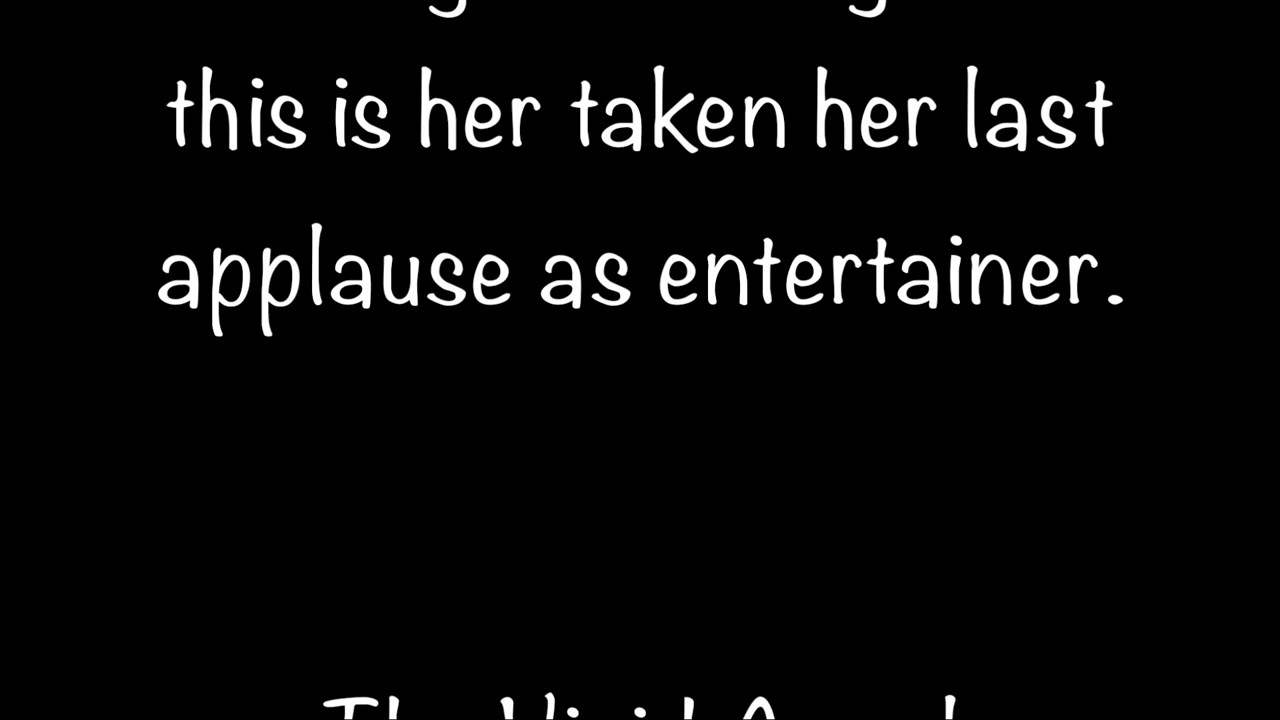 this is her taken her last
applause as entertainer.